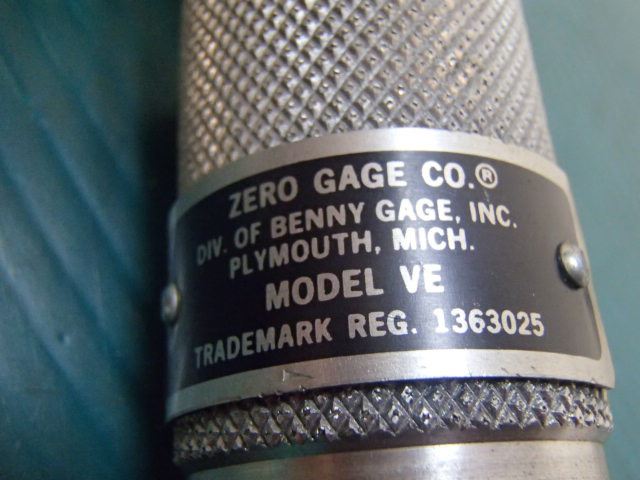 ZERO GAGE CO.®
DIV. OF BENNY GAGE, INC.
PLYMOUTH, MICH.
MODEL VE
TRADEMARK REG. 1363025